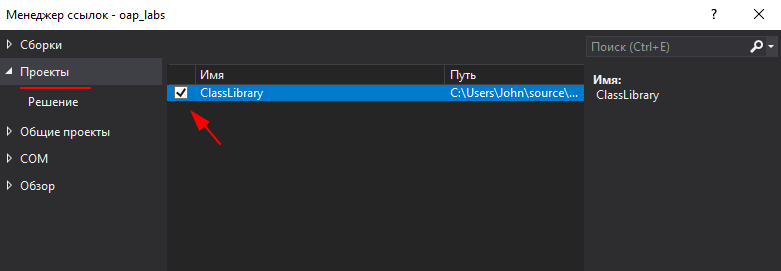 Менеджер ссылок - oap_labs
? ×
Сборки
Проекты
Решение
Общие проекты
COM
Обзор
Имя Путь
ClassLibrary C:\Users\John\source\...
Поиск (Ctrl+E)
Имя:
ClassLibrary